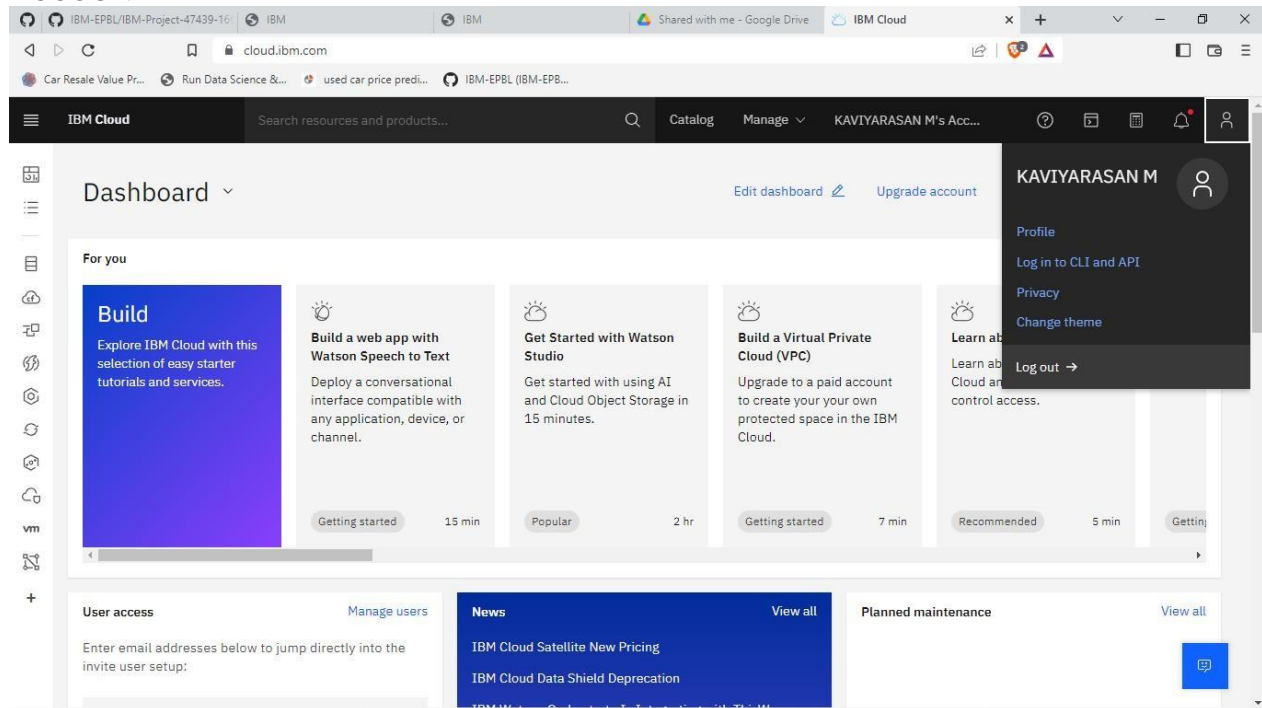 IBM-EPBL/IBM-Project-47439-16
IBM
IBM
Shared with me - Google Drive
IBM Cloud
cloud.ibm.com
Car Resale Value Pr...
Run Data Science &...
used car price predi...
IBM-EPBL (IBM-EPB...
IBM Cloud
Search resources and products...
Catalog
Manage
KAVIYARASAN M's Acc...
KAVIYARASAN M
Profile
Log in to CLI and API
Privacy
Change theme
Log out →
Dashboard
Edit dashboard
Upgrade account
For you
Build
Explore IBM Cloud with this
selection of easy starter
tutorials and services.
Build a web app with
Watson Speech to Text
Deploy a conversational
interface compatible with
any application, device, or
channel.
Getting started
15 min
Get Started with Watson
Studio
Get started with using AI
and Cloud Object Storage in
15 minutes.
Popular
2 hr
Build a Virtual Private
Cloud (VPC)
Upgrade to a paid account
to create your your own
protected space in the IBM
Cloud.
Getting started
7 min
Learn ab
Learn ab
Cloud an
control access.
Recommended
5 min
Getting
vm
User access
Manage users
Enter email addresses below to jump directly into the
invite user setup:
News
View all
IBM Cloud Satellite New Pricing
IBM Cloud Data Shield Deprecation
Planned maintenance
View all